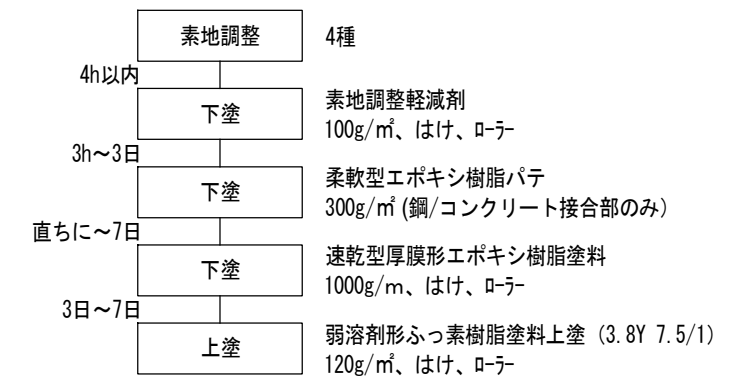 素地調整 4種
4h以内
下塗 素地調整軽減剤
100g/㎡、はけ、ﾛｰﾗｰ
3h～3日
下塗 柔軟型エポキシ樹脂パテ
300g/㎡(鋼/コンクリート接合部のみ)
直ちに～7日
下塗 速乾型厚膜形エポキシ樹脂塗料
1000g/ｍ、はけ、ﾛｰﾗｰ
3日～7日
上塗 弱溶剤形ふっ素樹脂塗料上塗（3.8Y 7.5/1）
120g/㎡、はけ、ﾛｰﾗｰ